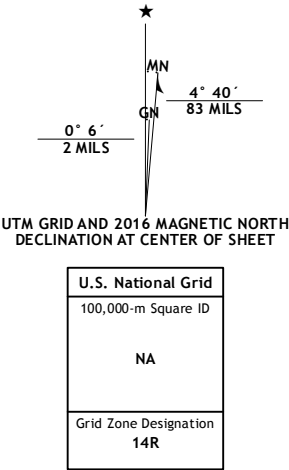 ★
MN
4° 40´
83 MILS
GN
0° 6´
2 MILS
UTM GRID AND 2016 MAGNETIC NORTH
DECLINATION AT CENTER OF SHEET
U.S. National Grid
100,000-m Square ID
NA
Grid Zone Designation
14R